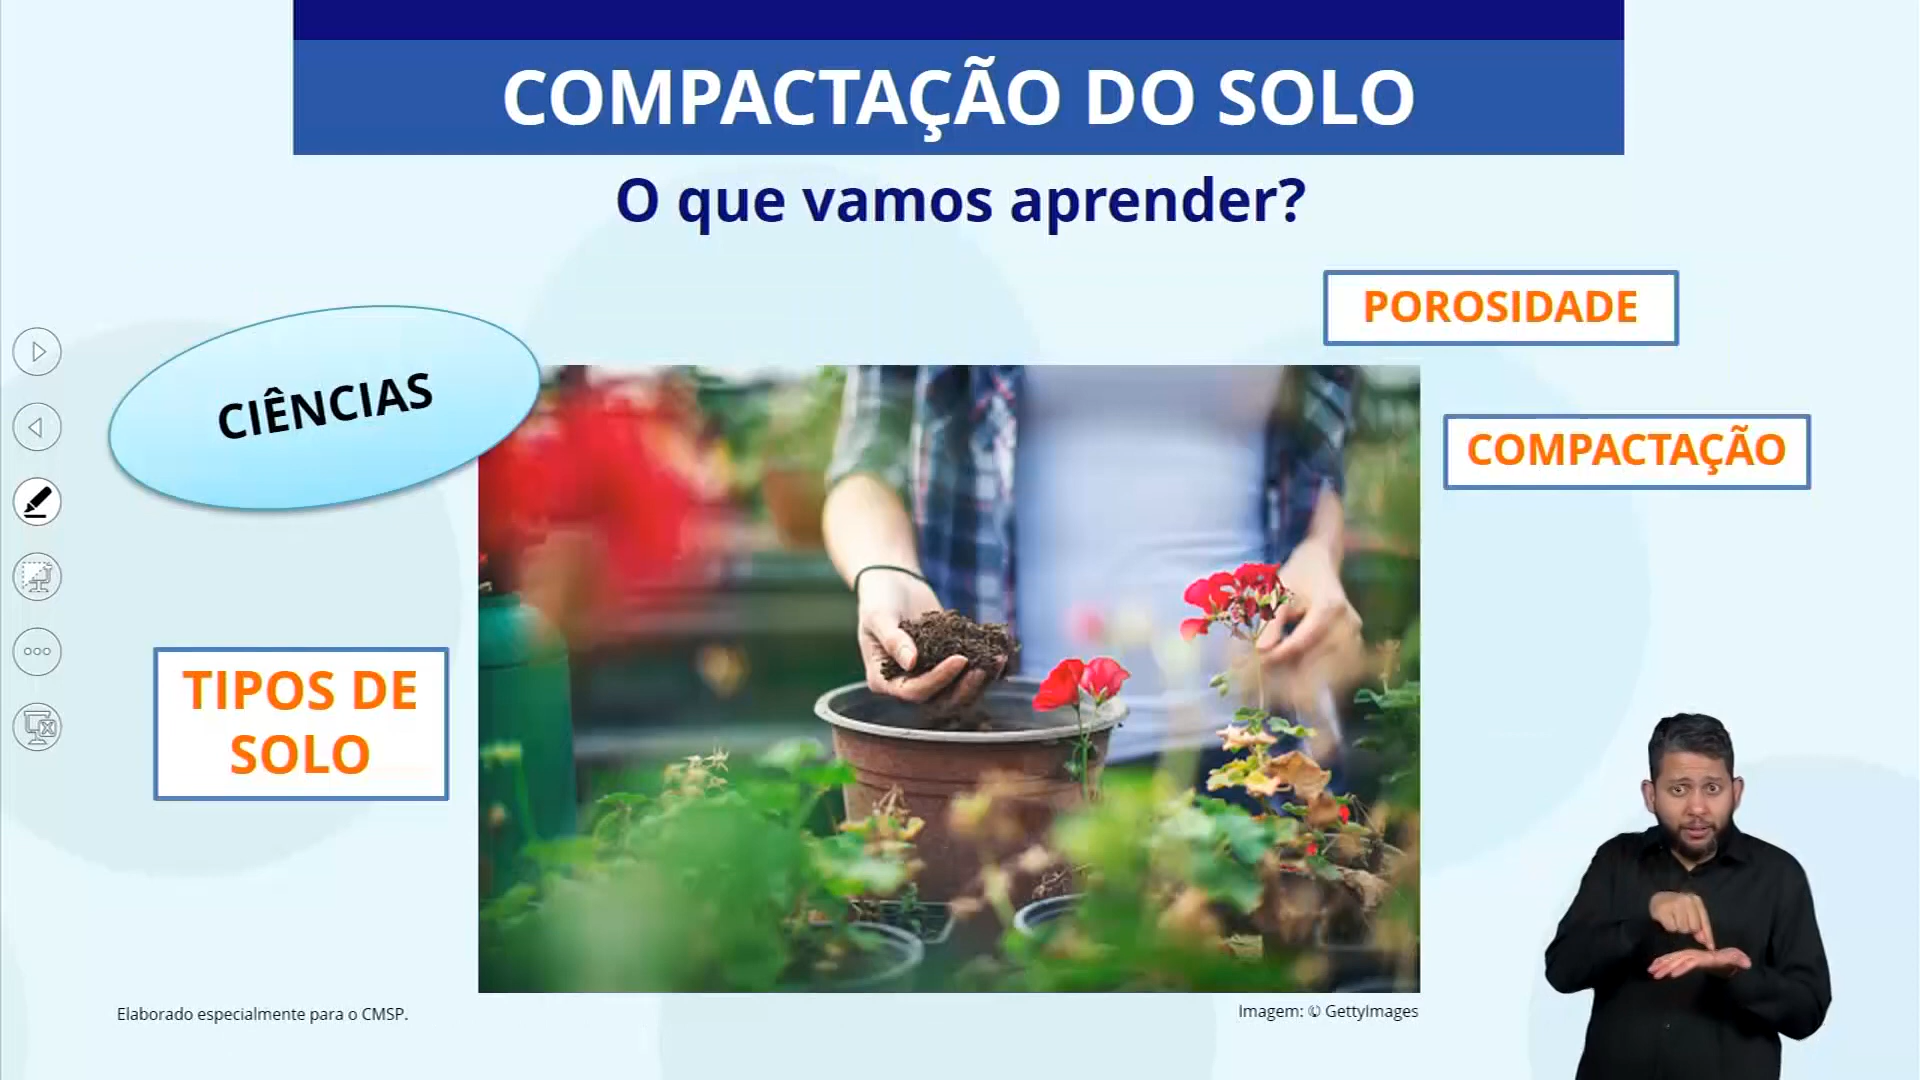 COMPACTAÇÃO DO SOLO
O que vamos aprender?
POROSIDADE
CIÊNCIAS
COMPACTAÇÃO
TIPOS DE
SOLO
Elaborado especialmente para o CMSP.
Imagem: © GettyImages